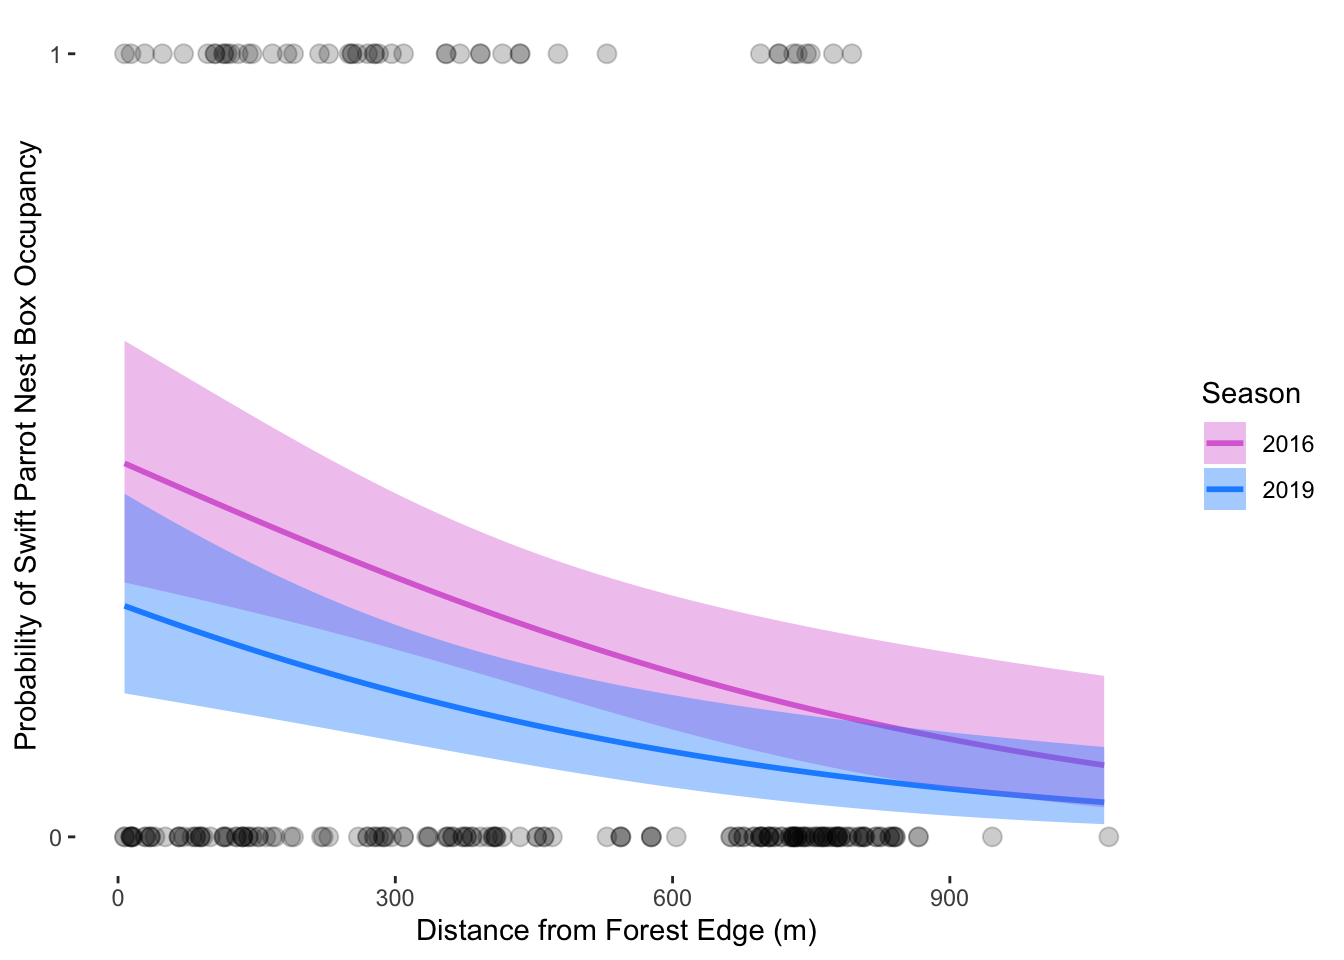 1
0
Probability of Swift Parrot Nest Box Occupancy
0 300 600 900
Distance from Forest Edge (m)
Season
2016
2019